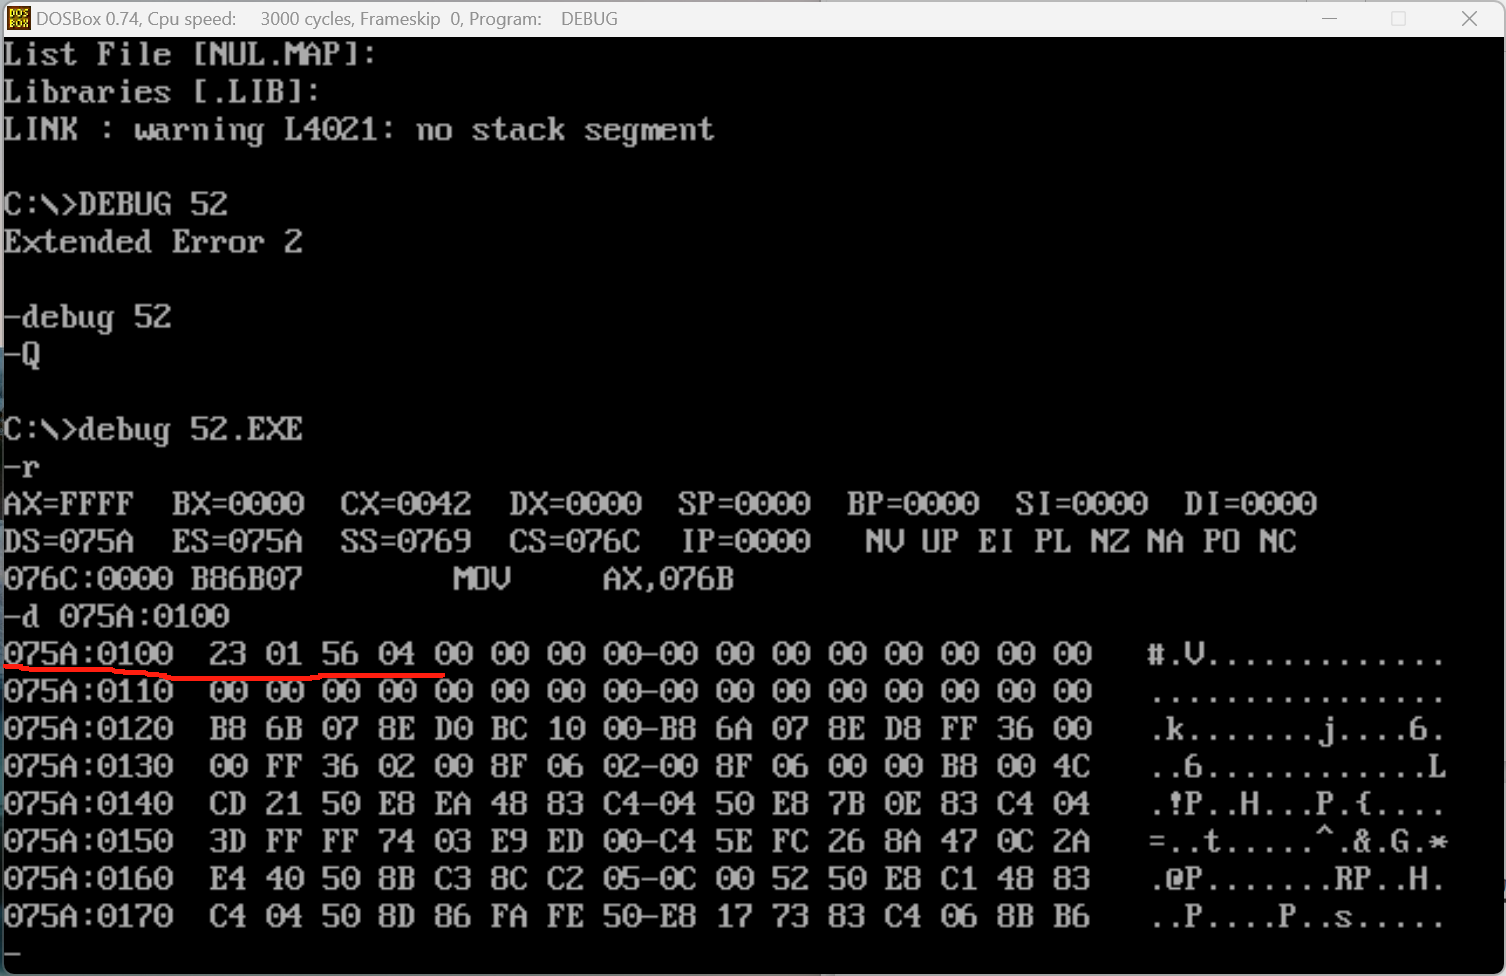 DOSBox 0.74, Cpu speed: 3000 cycles, Frameskip 0, Program: DEBUG
List File [NUL.MAP]:
Libraries [.LIB]:
LINK : warning L4021: no stack segment
C:\>DEBUG 52
Extended Error 2
-debug 52
-Q
C:\>debug 52.EXE
-r
AX=FFFF BX=0000 CX=0042 DX=0000 SP=0000 BP=0000 SI=0000 DI=0000
DS=075A ES=075A SS=0769 CS=076C IP=0000 NV UP EI PL NZ NA PO NC
076C:0000 B86B07 MOV AX,076B
-d 075A:0100
075A:0100 23 01 56 04 00 00 00 00-00 00 00 00 00 00 00 00 #.V.............
075A:0110 00 00 00 00 00 00 00 00-00 00 00 00 00 00 00 00 ................
075A:0120 B8 6B 07 8E D0 BC 10 00-B8 6A 07 8E D8 FF 36 00 .k.......j....6.
075A:0130 00 FF 36 02 00 8F 06 02-00 8F 06 00 00 B8 00 4C ..6............L
075A:0140 CD 21 50 E8 EA 48 83 C4-04 50 E8 7B 0E 83 C4 04 .!P..H...P.{....
075A:0150 3D FF FF 74 03 E9 ED 00-C4 5E FC 26 8A 47 0C 2A =..t.....^.&.G.*
075A:0160 E4 40 50 8B C3 8C C2 05-0C 00 52 50 E8 C1 48 83 .@P.......RP..H.
075A:0170 C4 04 50 8D 86 FA FE 50-E8 17 73 83 C4 06 8B B6 ..P....P..s.....
-